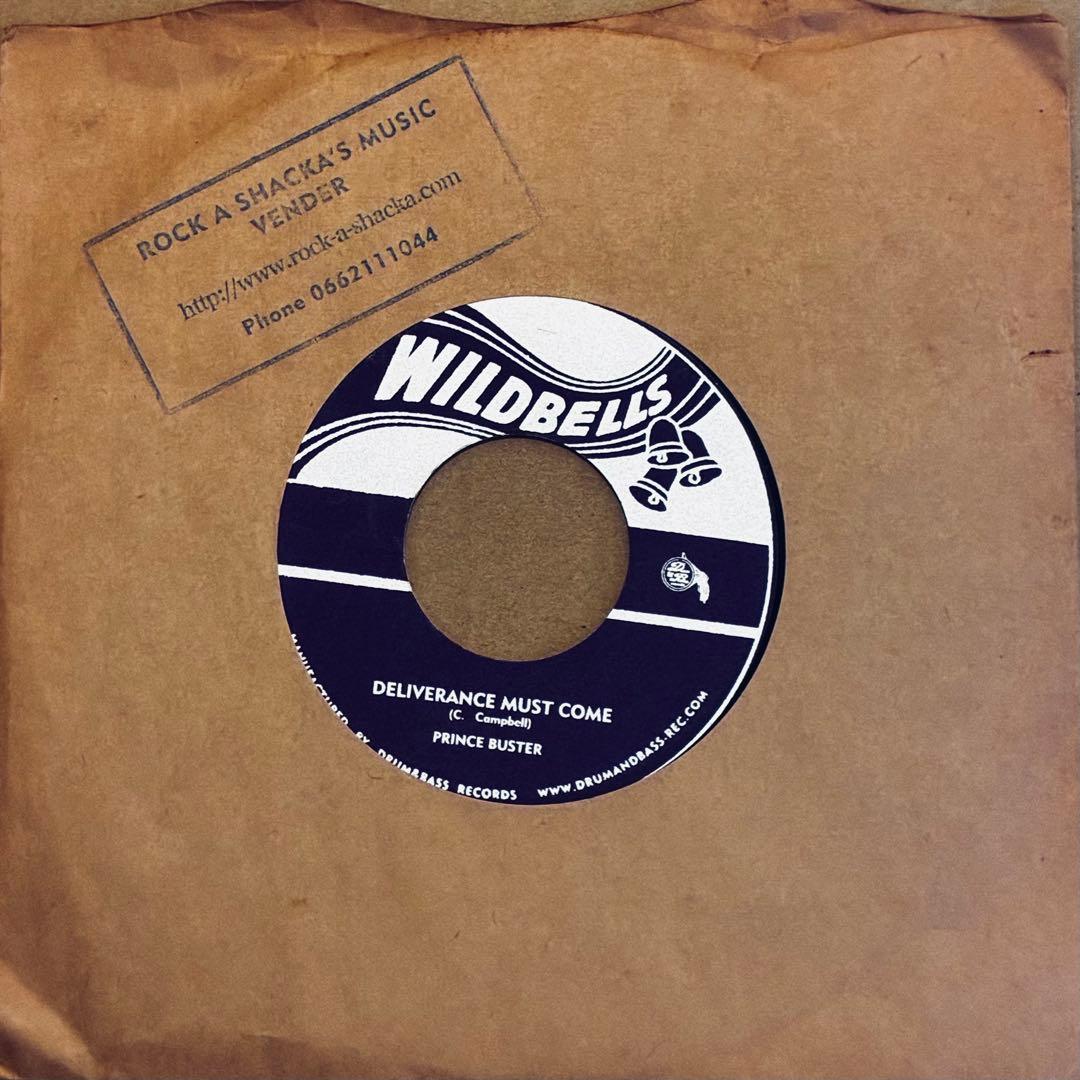 ROCK A SHACKA'S MUSIC
VENDER
http://www.rock-a-shacka.com
Phone 0662111044
WILDBELLS
DELIVERANCE MUST COME
(C. Campbell)
PRINCE BUSTER
MANUFACTURED BY DRUM&BASS RECORDS WWW.DRUMANDBASS-REC.COM